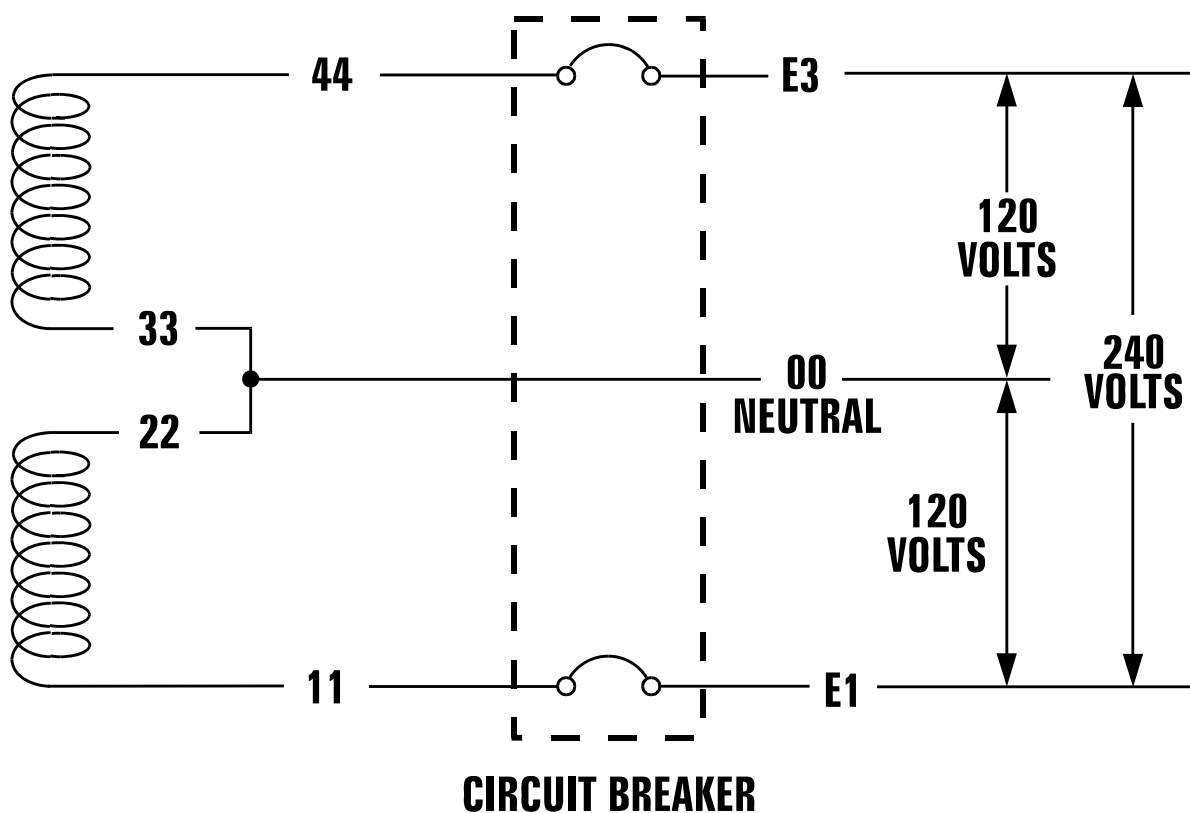 44
E3
120
VOLTS
33
240
VOLTS
00
NEUTRAL
22
120
VOLTS
11
E1
CIRCUIT BREAKER